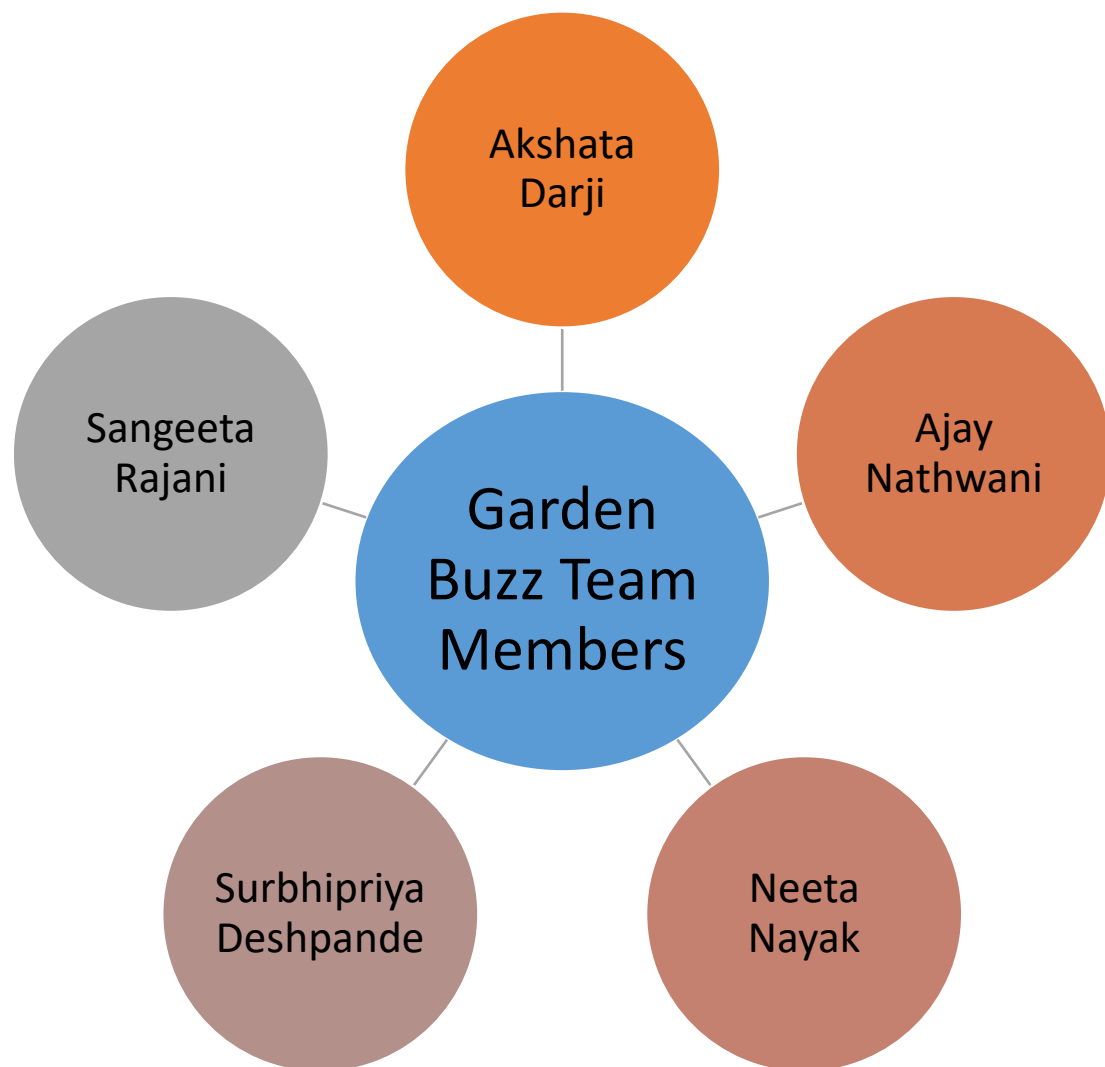 Akshata
Darji
Sangeeta
Rajani
Ajay
Nathwani
Garden
Buzz Team
Members
Surbhipriya
Deshpande
Neeta
Nayak